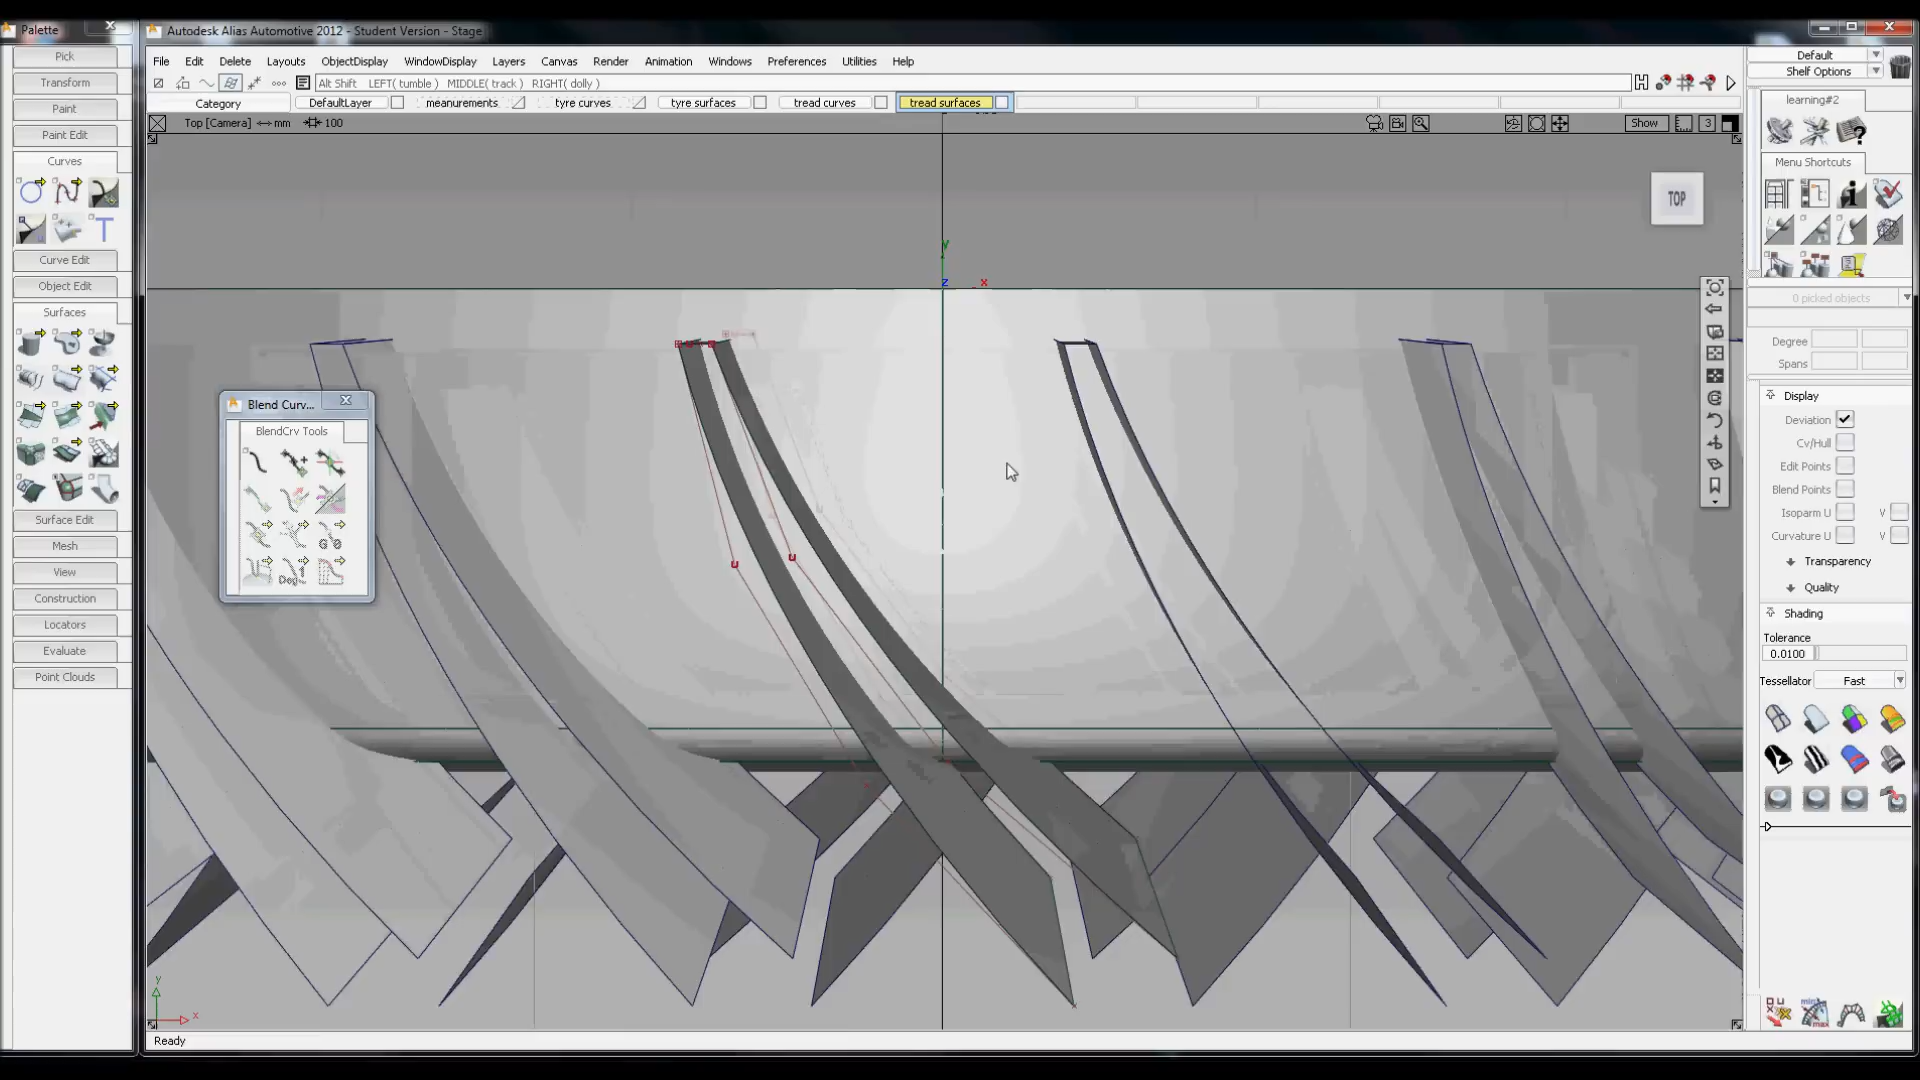 Palette
Autodesk Alias Automotive 2012 - Student Version - Stage
File Edit Delete Layouts ObjectDisplay WindowDisplay Layers Canvas Render Animation Windows Preferences Utilities Help
Alt Shift LEFT( tumble ) MIDDLE( track ) RIGHT( dolly )
Category DefaultLayer meanurements tyre curves tyre surfaces tread curves tread surfaces
Top [Camera] mm 100
Show
3
TOP
y
z
x
Pick
Transform
Paint
Paint Edit
Curves
T
Curve Edit
Object Edit
Surfaces
Surface Edit
Mesh
View
Construction
Locators
Evaluate
Point Clouds
Blend Curv...
BlendCrv Tools
Default
Shelf Options
learning#2
Menu Shortcuts
0 picked objects
Degree
Spans
Display
Deviation
Cv/Hull
Edit Points
Blend Points
Isoparm U V
Curvature U V
Transparency
Quality
Shading
Tolerance
0.0100
Tessellator Fast
y
x
Ready